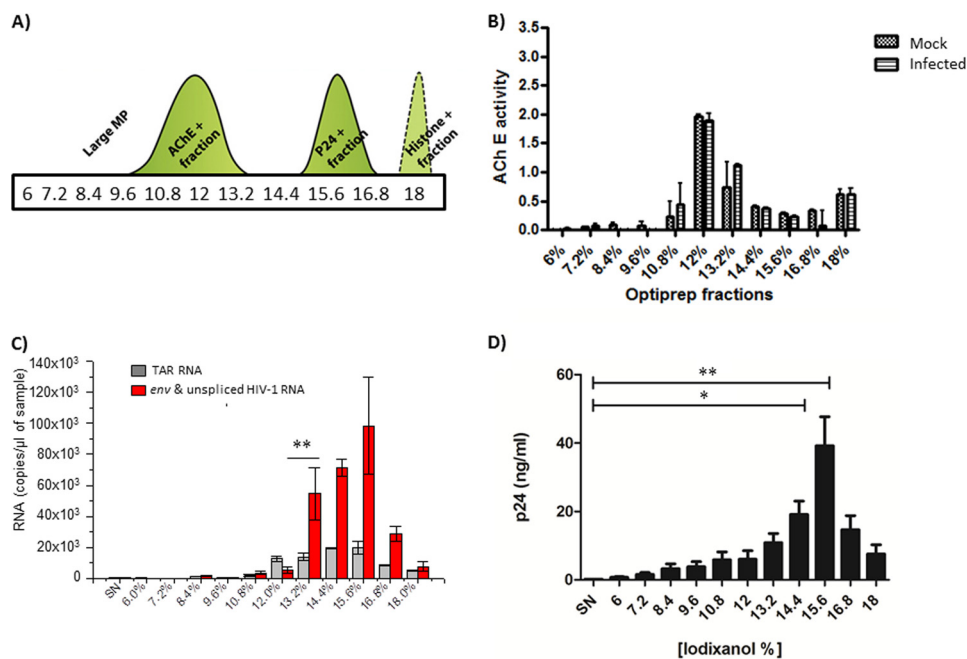 A)
Large MP
AChE +
fraction
P24 +
fraction
Histone +
fraction
6 7.2 8.4 9.6 10.8 12 13.2 14.4 15.6 16.8 18
B)
Mock
Infected
3.5
3.0
2.5
2.0
1.5
1.0
0.5
0.0
ACh E activity
6% 7.2% 8.4% 9.6% 10.8% 12% 13.2% 14.4% 15.6% 16.8% 18%
Optiprep fractions
C)
TAR RNA
env & unspliced HIV-1 RNA
140x10³
120x10³
100x10³
80x10³
60x10³
40x10³
20x10³
0
RNA (copies/µl of sample)
**
SN 6.0% 7.2% 8.4% 9.6% 10.8% 12.0% 13.2% 14.4% 15.6% 16.8% 18.0%
D)
**
*
60
40
20
0
p24 (ng/ml)
SN 6 7.2 8.4 9.6 10.8 12 13.2 14.4 15.6 16.8 18
[Iodixanol %]